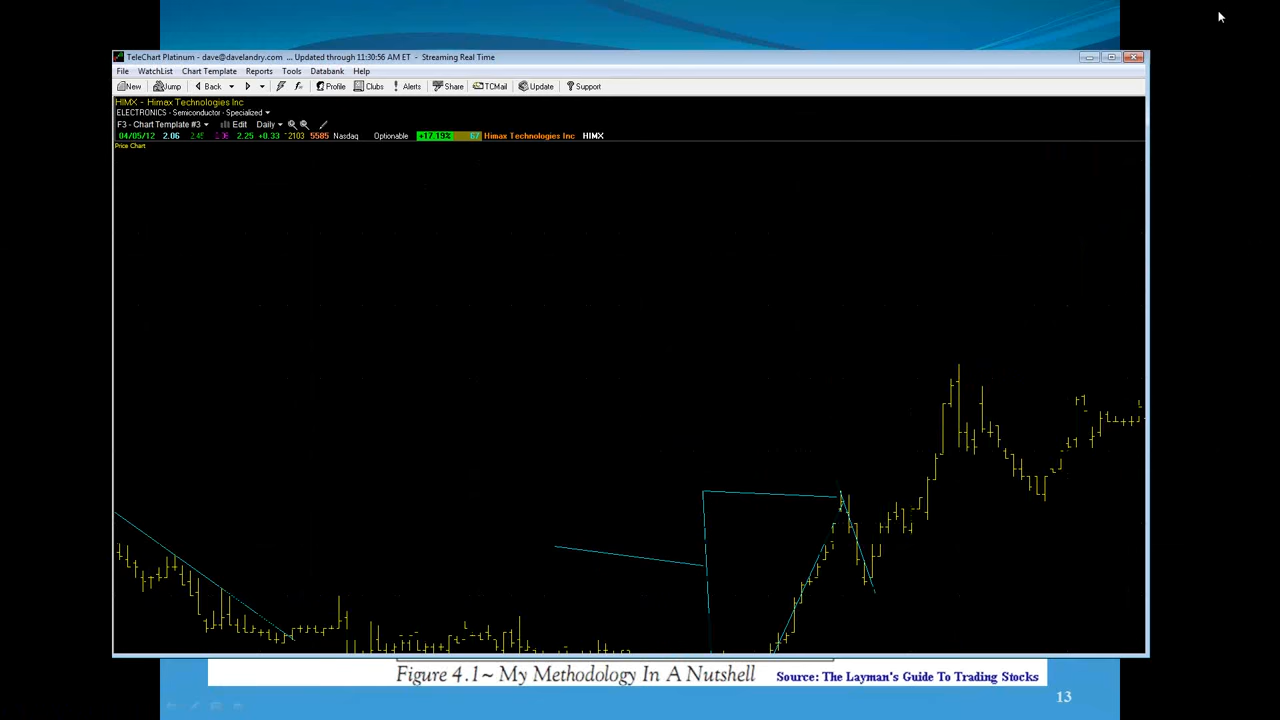 TeleChart Platinum - dave@davelandry.com ... Updated through 11:30:56 AM ET - Streaming Real Time
File WatchList Chart Template Reports Tools Databank Help
New Jump Back Profile Clubs Alerts Share TCMail Update Support
HIMX - Himax Technologies Inc
ELECTRONICS - Semiconductor - Specialized
F3 - Chart Template #3 Edit Daily
04/05/12 2.06 2.45 2.25 +0.33 2103 5585 Nasdaq Optionable +17.19% 67 Himax Technologies Inc HIMX
Price Chart
Figure 4.1~ My Methodology In A Nutshell Source: The Layman's Guide To Trading Stocks
13